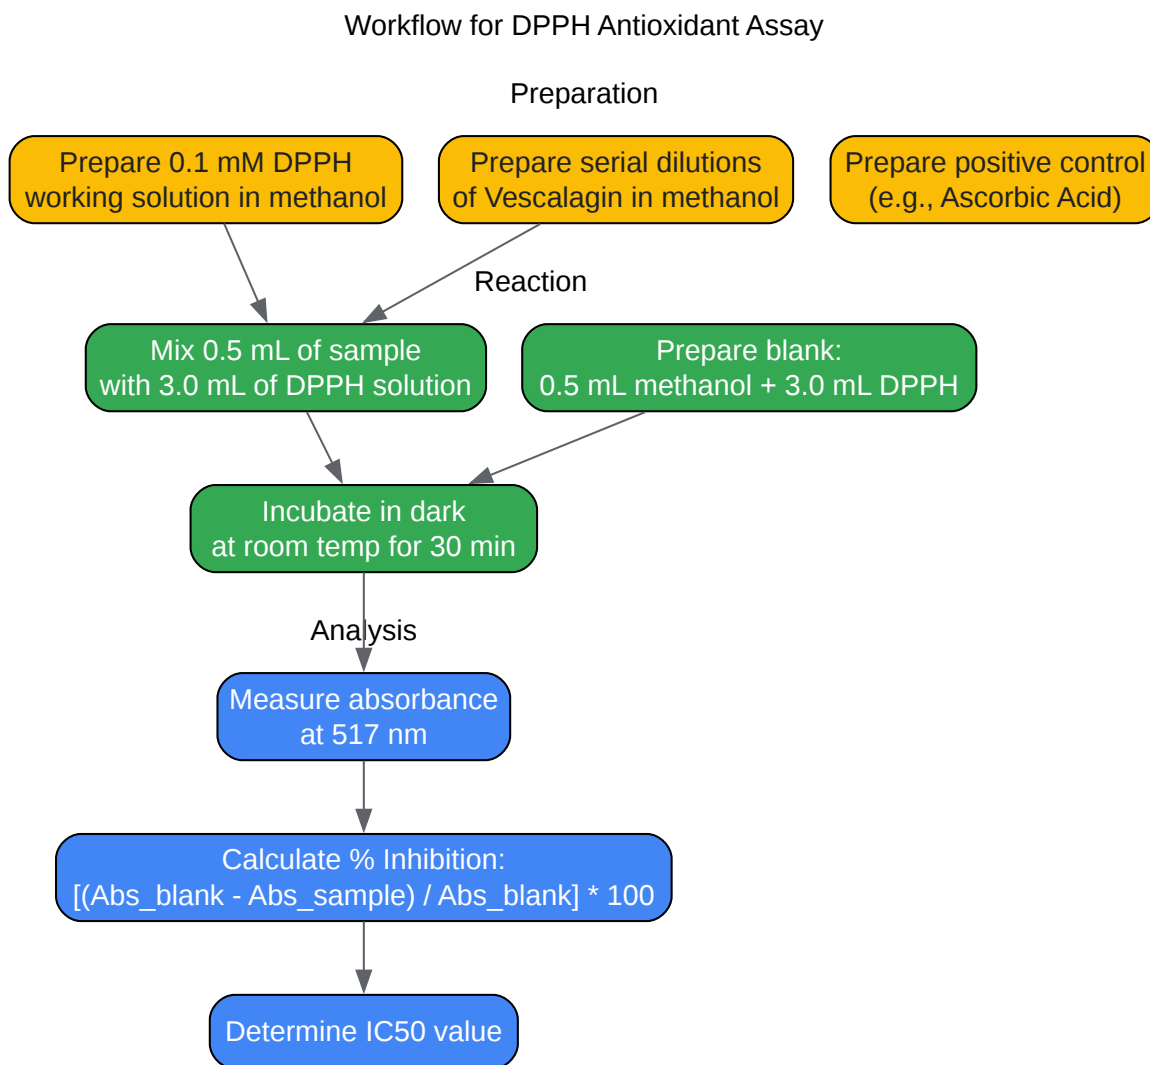 Workflow for DPPH Antioxidant Assay
Preparation
Prepare 0.1 mM DPPH
working solution in methanol
Prepare serial dilutions
of Vescalagin in methanol
Prepare positive control
(e.g., Ascorbic Acid)
Reaction
Mix 0.5 mL of sample
with 3.0 mL of DPPH solution
Prepare blank:
0.5 mL methanol + 3.0 mL DPPH
Incubate in dark
at room temp for 30 min
Analysis
Measure absorbance
at 517 nm
Calculate % Inhibition:
[(Abs_blank - Abs_sample) / Abs_blank] * 100
Determine IC50 value